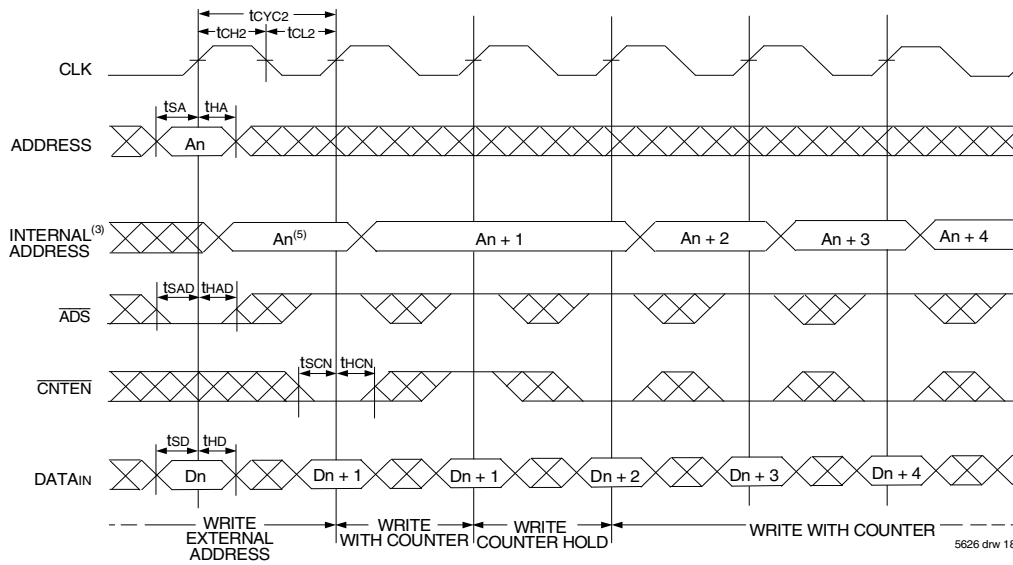 tCYC2
tCH2 tCL2
CLK
tSA tHA
ADDRESS An
INTERNAL(3)
ADDRESS An(5) An + 1 An + 2 An + 3 An + 4
tSAD tHAD
ADS
tSCN tHCN
CNTEN
tSD tHD
DATAIN Dn Dn + 1 Dn + 1 Dn + 2 Dn + 3 Dn + 4
WRITE
EXTERNAL
ADDRESS
WRITE
WITH COUNTER
WRITE
COUNTER HOLD
WRITE WITH COUNTER
5626 drw 18